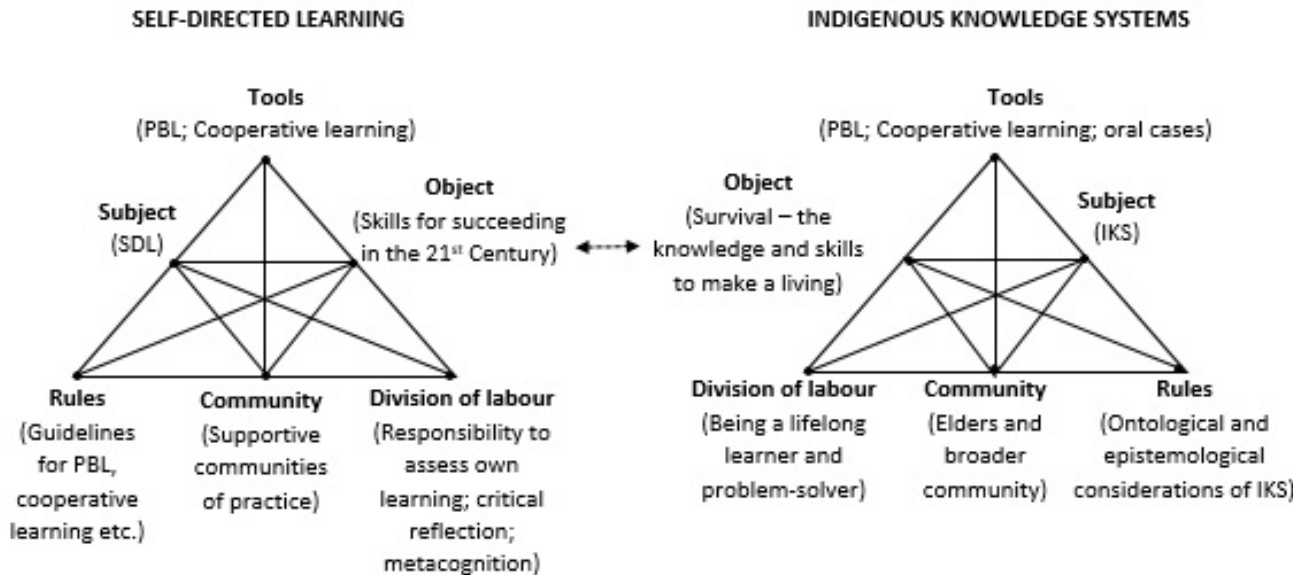 SELF-DIRECTED LEARNING
Tools
(PBL; Cooperative learning)
Subject
(SDL)
Object
(Skills for succeeding
in the 21st Century)
Rules
(Guidelines
for PBL,
cooperative
learning etc.)
Community
(Supportive
communities
of practice)
Division of labour
(Responsibility to
assess own
learning; critical
reflection;
metacognition)
INDIGENOUS KNOWLEDGE SYSTEMS
Tools
(PBL; Cooperative learning; oral cases)
Object
(Survival – the
knowledge and skills
to make a living)
Subject
(IKS)
Division of labour
(Being a lifelong
learner and
problem-solver)
Community
(Elders and
broader
community)
Rules
(Ontological and
epistemological
considerations of IKS)